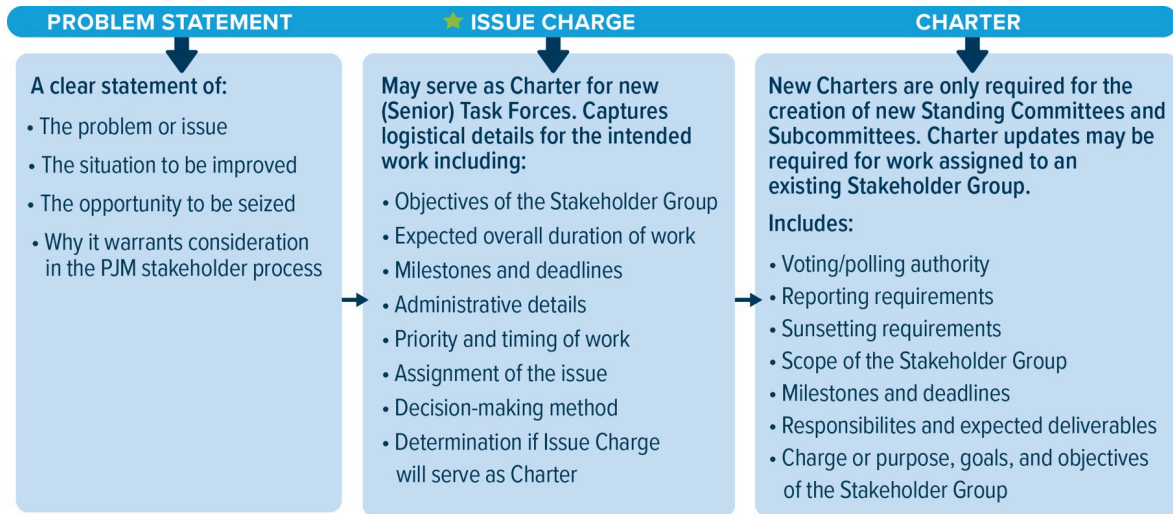 PROBLEM STATEMENT
ISSUE CHARGE
CHARTER
A clear statement of:
• The problem or issue
• The situation to be improved
• The opportunity to be seized
• Why it warrants consideration
in the PJM stakeholder process
May serve as Charter for new
(Senior) Task Forces. Captures
logistical details for the intended
work including:
• Objectives of the Stakeholder Group
• Expected overall duration of work
• Milestones and deadlines
• Administrative details
• Priority and timing of work
• Assignment of the issue
• Decision-making method
• Determination if Issue Charge
will serve as Charter
New Charters are only required for the
creation of new Standing Committees and
Subcommittees. Charter updates may be
required for work assigned to an
existing Stakeholder Group.
Includes:
• Voting/polling authority
• Reporting requirements
• Sunsetting requirements
• Scope of the Stakeholder Group
• Milestones and deadlines
• Responsibilites and expected deliverables
• Charge or purpose, goals, and objectives
of the Stakeholder Group